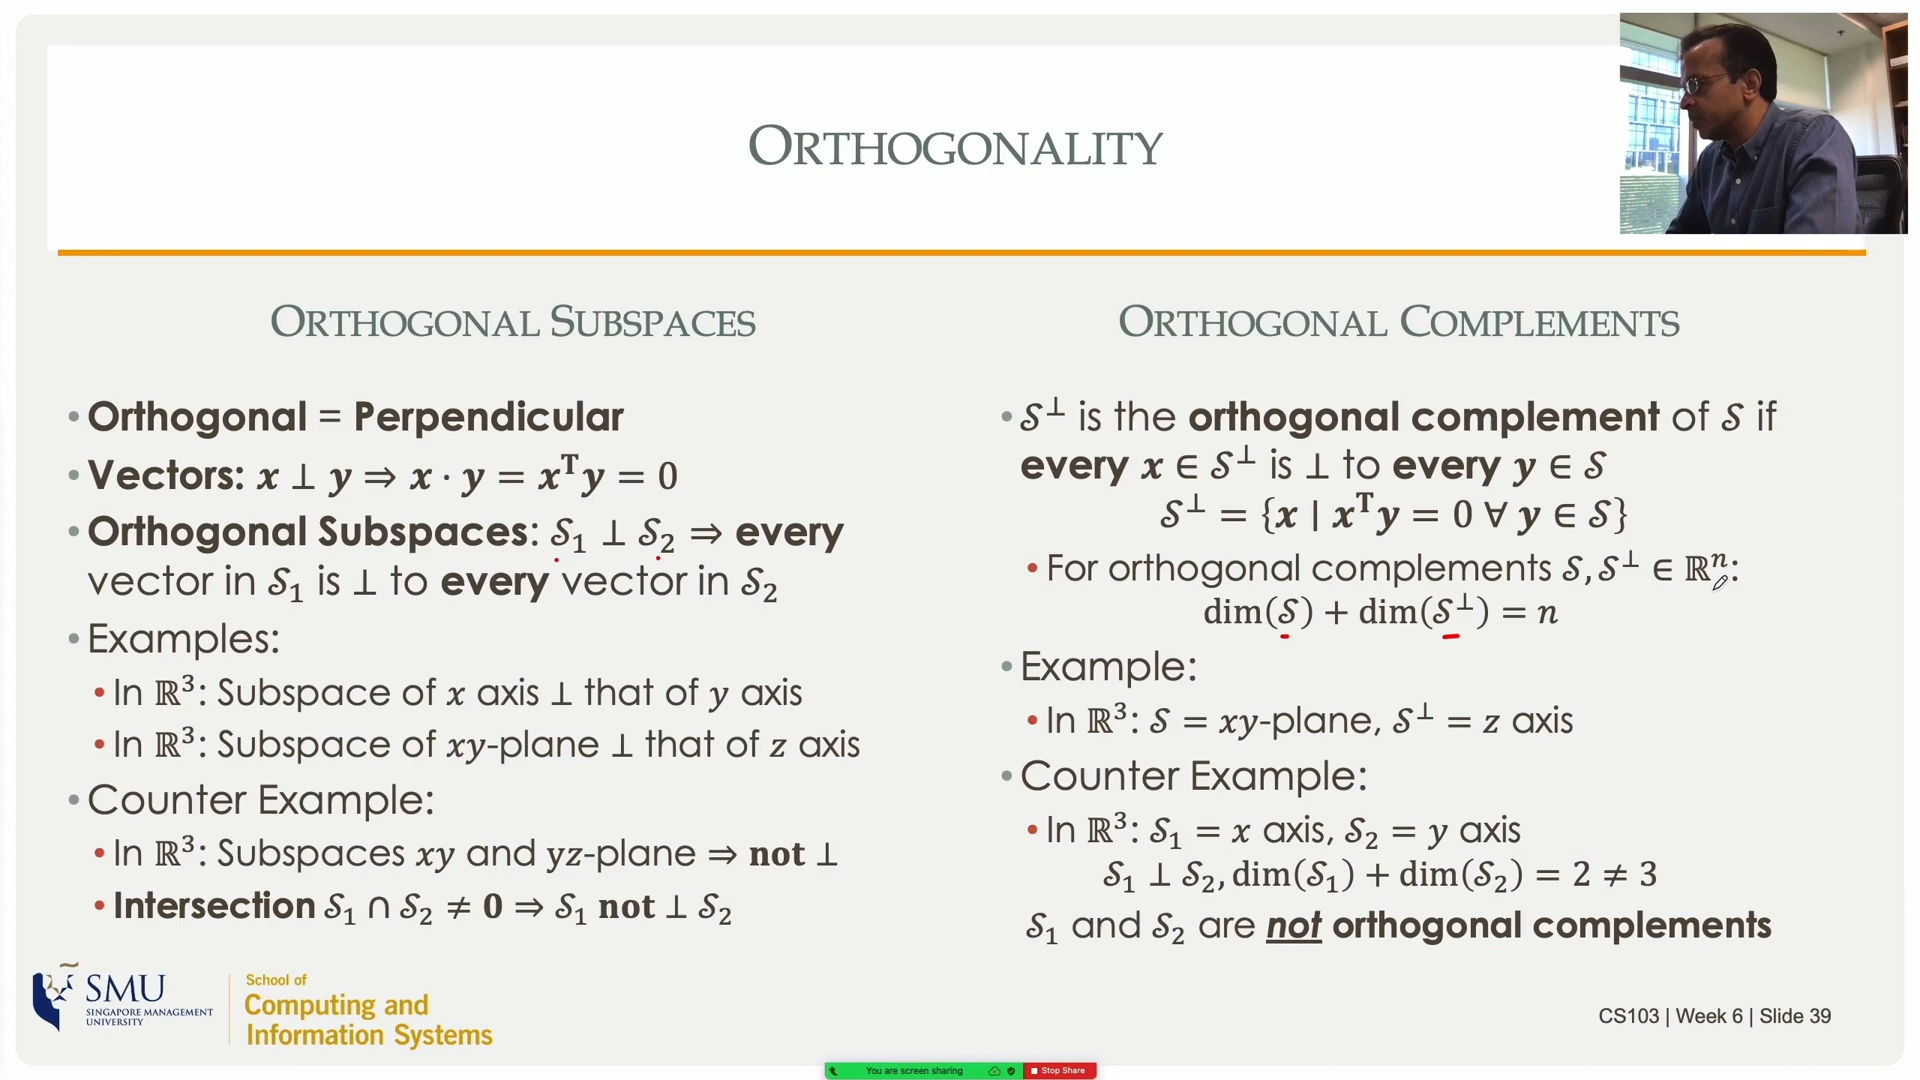 ORTHOGONALITY
ORTHOGONAL SUBSPACES
• Orthogonal = Perpendicular
• Vectors: x ⊥ y ⇒ x · y = xᵀy = 0
• Orthogonal Subspaces: 𝒮₁ ⊥ 𝒮₂ ⇒ every
vector in 𝒮₁ is ⊥ to every vector in 𝒮₂
• Examples:
• In ℝ³: Subspace of x axis ⊥ that of y axis
• In ℝ³: Subspace of xy-plane ⊥ that of z axis
• Counter Example:
• In ℝ³: Subspaces xy and yz-plane ⇒ not ⊥
• Intersection 𝒮₁ ∩ 𝒮₂ ≠ 0 ⇒ 𝒮₁ not ⊥ 𝒮₂
ORTHOGONAL COMPLEMENTS
• 𝒮^⊥ is the orthogonal complement of 𝒮 if
every x ∈ 𝒮^⊥ is ⊥ to every y ∈ 𝒮
𝒮^⊥ = {x | xᵀy = 0 ∀ y ∈ 𝒮}
• For orthogonal complements 𝒮, 𝒮^⊥ ∈ ℝⁿ:
dim(𝒮) + dim(𝒮^⊥) = n
• Example:
• In ℝ³: 𝒮 = xy-plane, 𝒮^⊥ = z axis
• Counter Example:
• In ℝ³: 𝒮₁ = x axis, 𝒮₂ = y axis
𝒮₁ ⊥ 𝒮₂, dim(𝒮₁) + dim(𝒮₂) = 2 ≠ 3
𝒮₁ and 𝒮₂ are not orthogonal complements
SMU
SINGAPORE MANAGEMENT
UNIVERSITY
School of
Computing and
Information Systems
CS103 | Week 6 | Slide 39
You are screen sharing
Stop Share